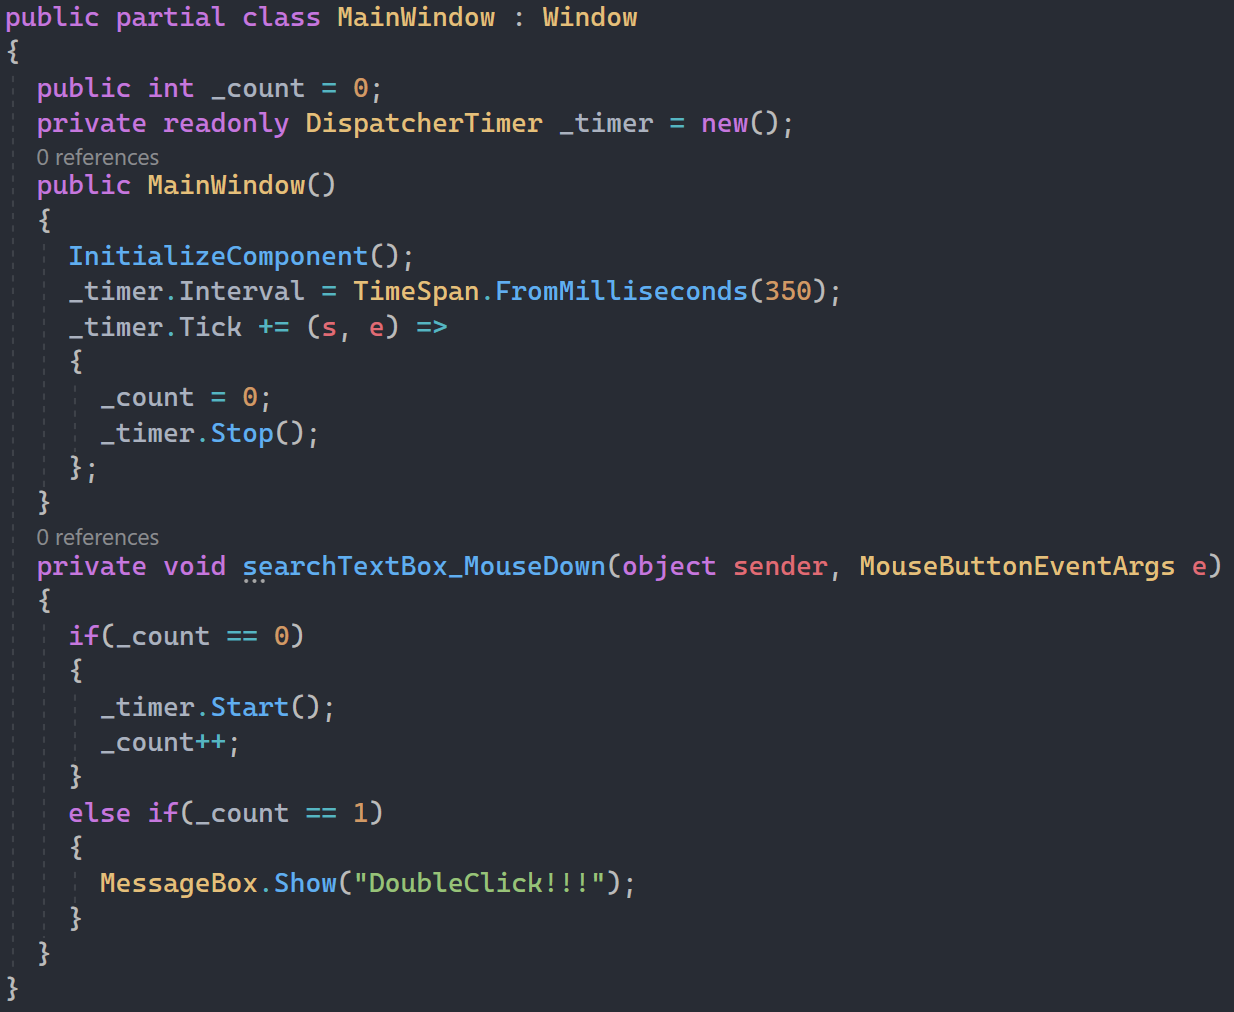 public partial class MainWindow : Window
{
  public int _count = 0;
  private readonly DispatcherTimer _timer = new();
  0 references
  public MainWindow()
  {
    InitializeComponent();
    _timer.Interval = TimeSpan.FromMilliseconds(350);
    _timer.Tick += (s, e) =>
    {
      _count = 0;
      _timer.Stop();
    };
  }
  0 references
  private void searchTextBox_MouseDown(object sender, MouseButtonEventArgs e)
  {
    if(_count == 0)
    {
      _timer.Start();
      _count++;
    }
    else if(_count == 1)
    {
      MessageBox.Show("DoubleClick!!!");
    }
  }
}